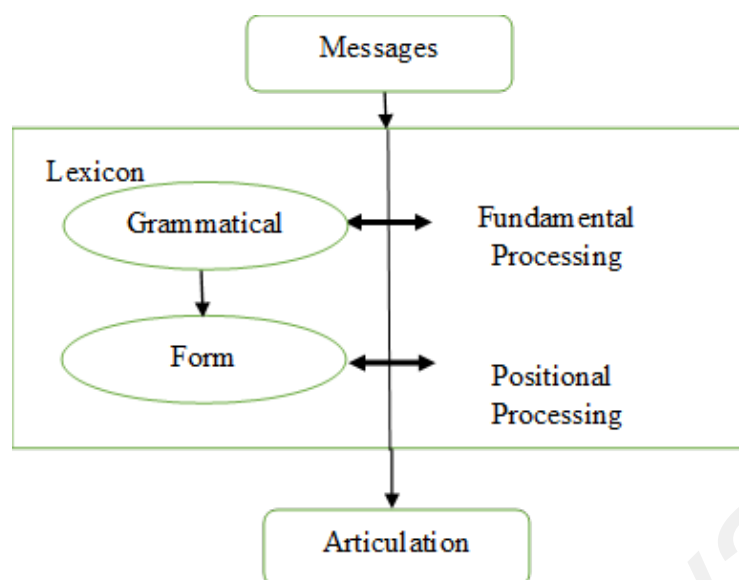 Messages
Lexicon
Grammatical
Fundamental
Processing
Form
Positional
Processing
Articulation